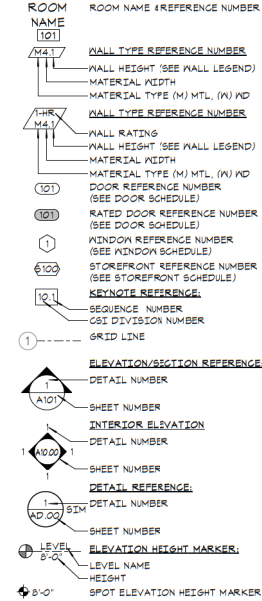 ROOM NAME
ROOM NAME & REFERENCE NUMBER
101
M4.1
WALL TYPE REFERENCE NUMBER
WALL HEIGHT (SEE WALL LEGEND)
MATERIAL WIDTH
MATERIAL TYPE (M) MTL, (W) WD
1-HR
M4.1
WALL TYPE REFERENCE NUMBER
WALL RATING
WALL HEIGHT (SEE WALL LEGEND)
MATERIAL WIDTH
MATERIAL TYPE (M) MTL, (W) WD
101
DOOR REFERENCE NUMBER
(SEE DOOR SCHEDULE)
101
RATED DOOR REFERENCE NUMBER
(SEE DOOR SCHEDULE)
1
WINDOW REFERENCE NUMBER
(SEE WINDOW SCHEDULE)
S100
STOREFRONT REFERENCE NUMBER
(SEE STOREFRONT SCHEDULE)
10.1
KEYNOTE REFERENCE:
SEQUENCE NUMBER
CSI DIVISION NUMBER
1
GRID LINE
ELEVATION/SECTION REFERENCE:
1
DETAIL NUMBER
A101
SHEET NUMBER
INTERIOR ELEVATION
1
DETAIL NUMBER
1 A10.00 1
SHEET NUMBER
1
DETAIL REFERENCE:
1
DETAIL NUMBER
AD.00 SIM
SHEET NUMBER
LEVEL
8'-0"
ELEVATION HEIGHT MARKER:
LEVEL NAME
HEIGHT
8'-0"
SPOT ELEVATION HEIGHT MARKER